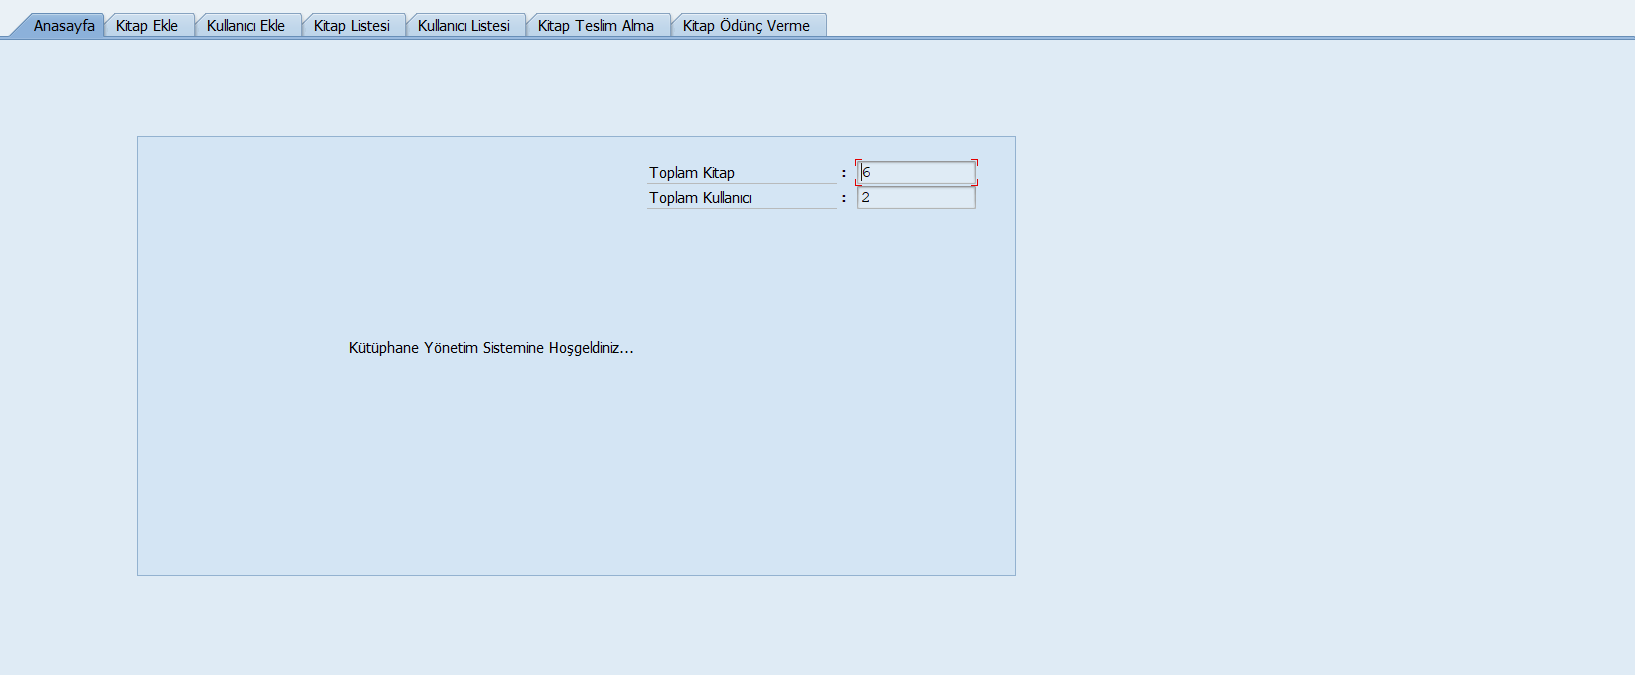 Anasayfa Kitap Ekle Kullanıcı Ekle Kitap Listesi Kullanıcı Listesi Kitap Teslim Alma Kitap Ödünç Verme
Toplam Kitap : 6
Toplam Kullanıcı : 2
Kütüphane Yönetim Sistemine Hoşgeldiniz...